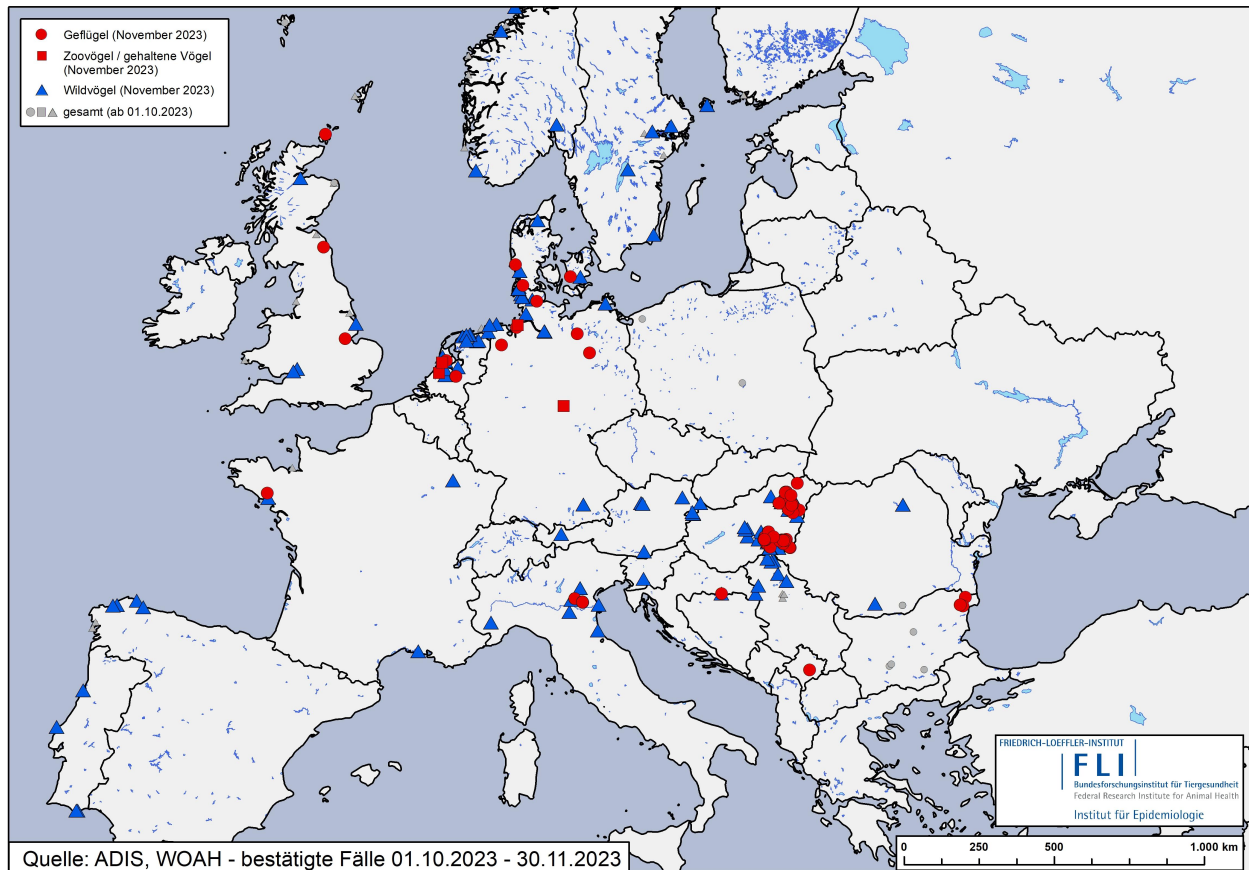 Geflügel (November 2023)
Zoovögel / gehaltene Vögel
(November 2023)
Wildvögel (November 2023)
gesamt (ab 01.10.2023)
FRIEDRICH-LOEFFLER-INSTITUT
FLI
Bundesforschungsinstitut für Tiergesundheit
Federal Research Institute for Animal Health
Institut für Epidemiologie
Quelle: ADIS, WOAH - bestätigte Fälle 01.10.2023 - 30.11.2023
0 250 500 1.000 km